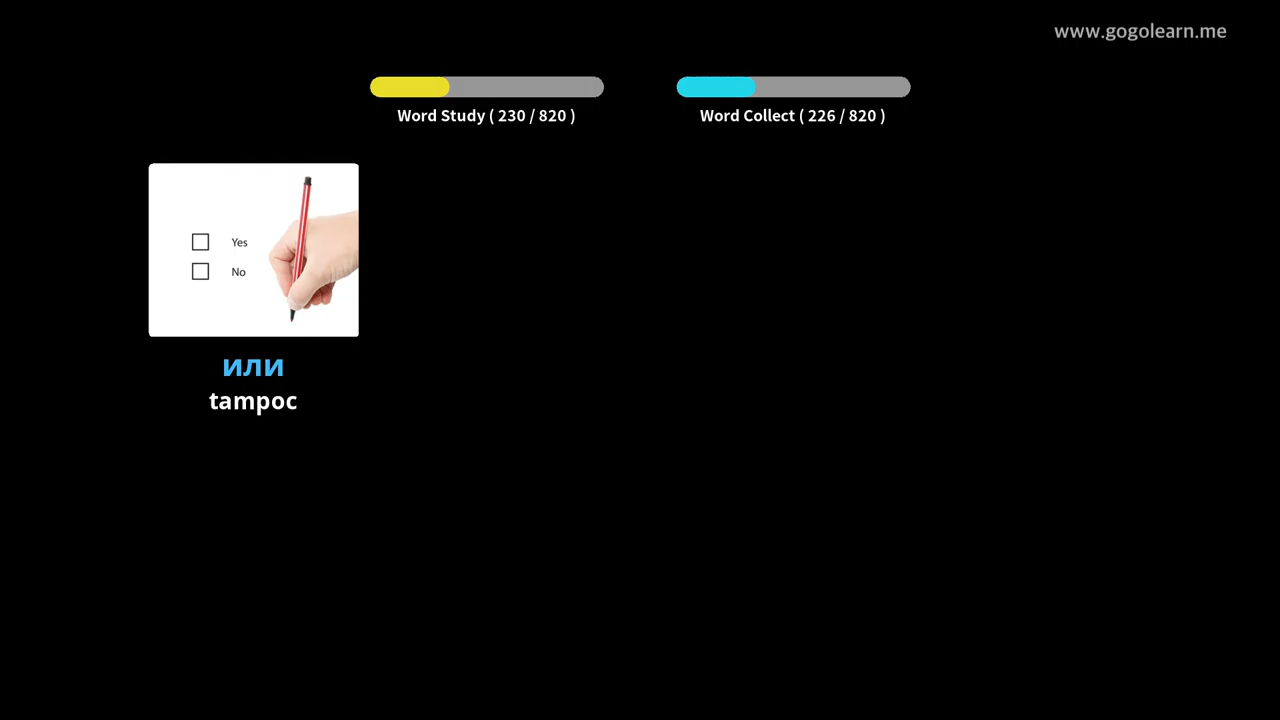 www.gogolearn.me
Word Study ( 230 / 820 )
Word Collect ( 226 / 820 )
Yes
No
или
tampoc